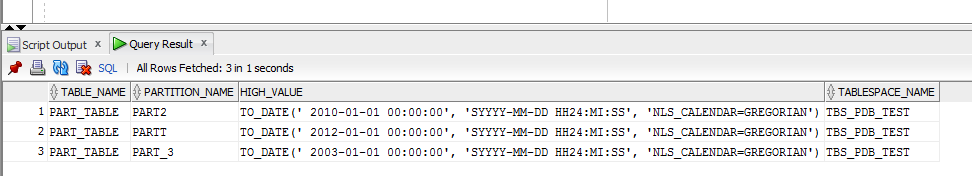 Script Output x Query Result x
SQL | All Rows Fetched: 3 in 1 seconds
TABLE_NAME PARTITION_NAME HIGH_VALUE TABLESPACE_NAME
1 PART_TABLE PART2 TO_DATE(' 2010-01-01 00:00:00', 'SYYYY-MM-DD HH24:MI:SS', 'NLS_CALENDAR=GREGORIAN') TBS_PDB_TEST
2 PART_TABLE PARTT TO_DATE(' 2012-01-01 00:00:00', 'SYYYY-MM-DD HH24:MI:SS', 'NLS_CALENDAR=GREGORIAN') TBS_PDB_TEST
3 PART_TABLE PART_3 TO_DATE(' 2003-01-01 00:00:00', 'SYYYY-MM-DD HH24:MI:SS', 'NLS_CALENDAR=GREGORIAN') TBS_PDB_TEST